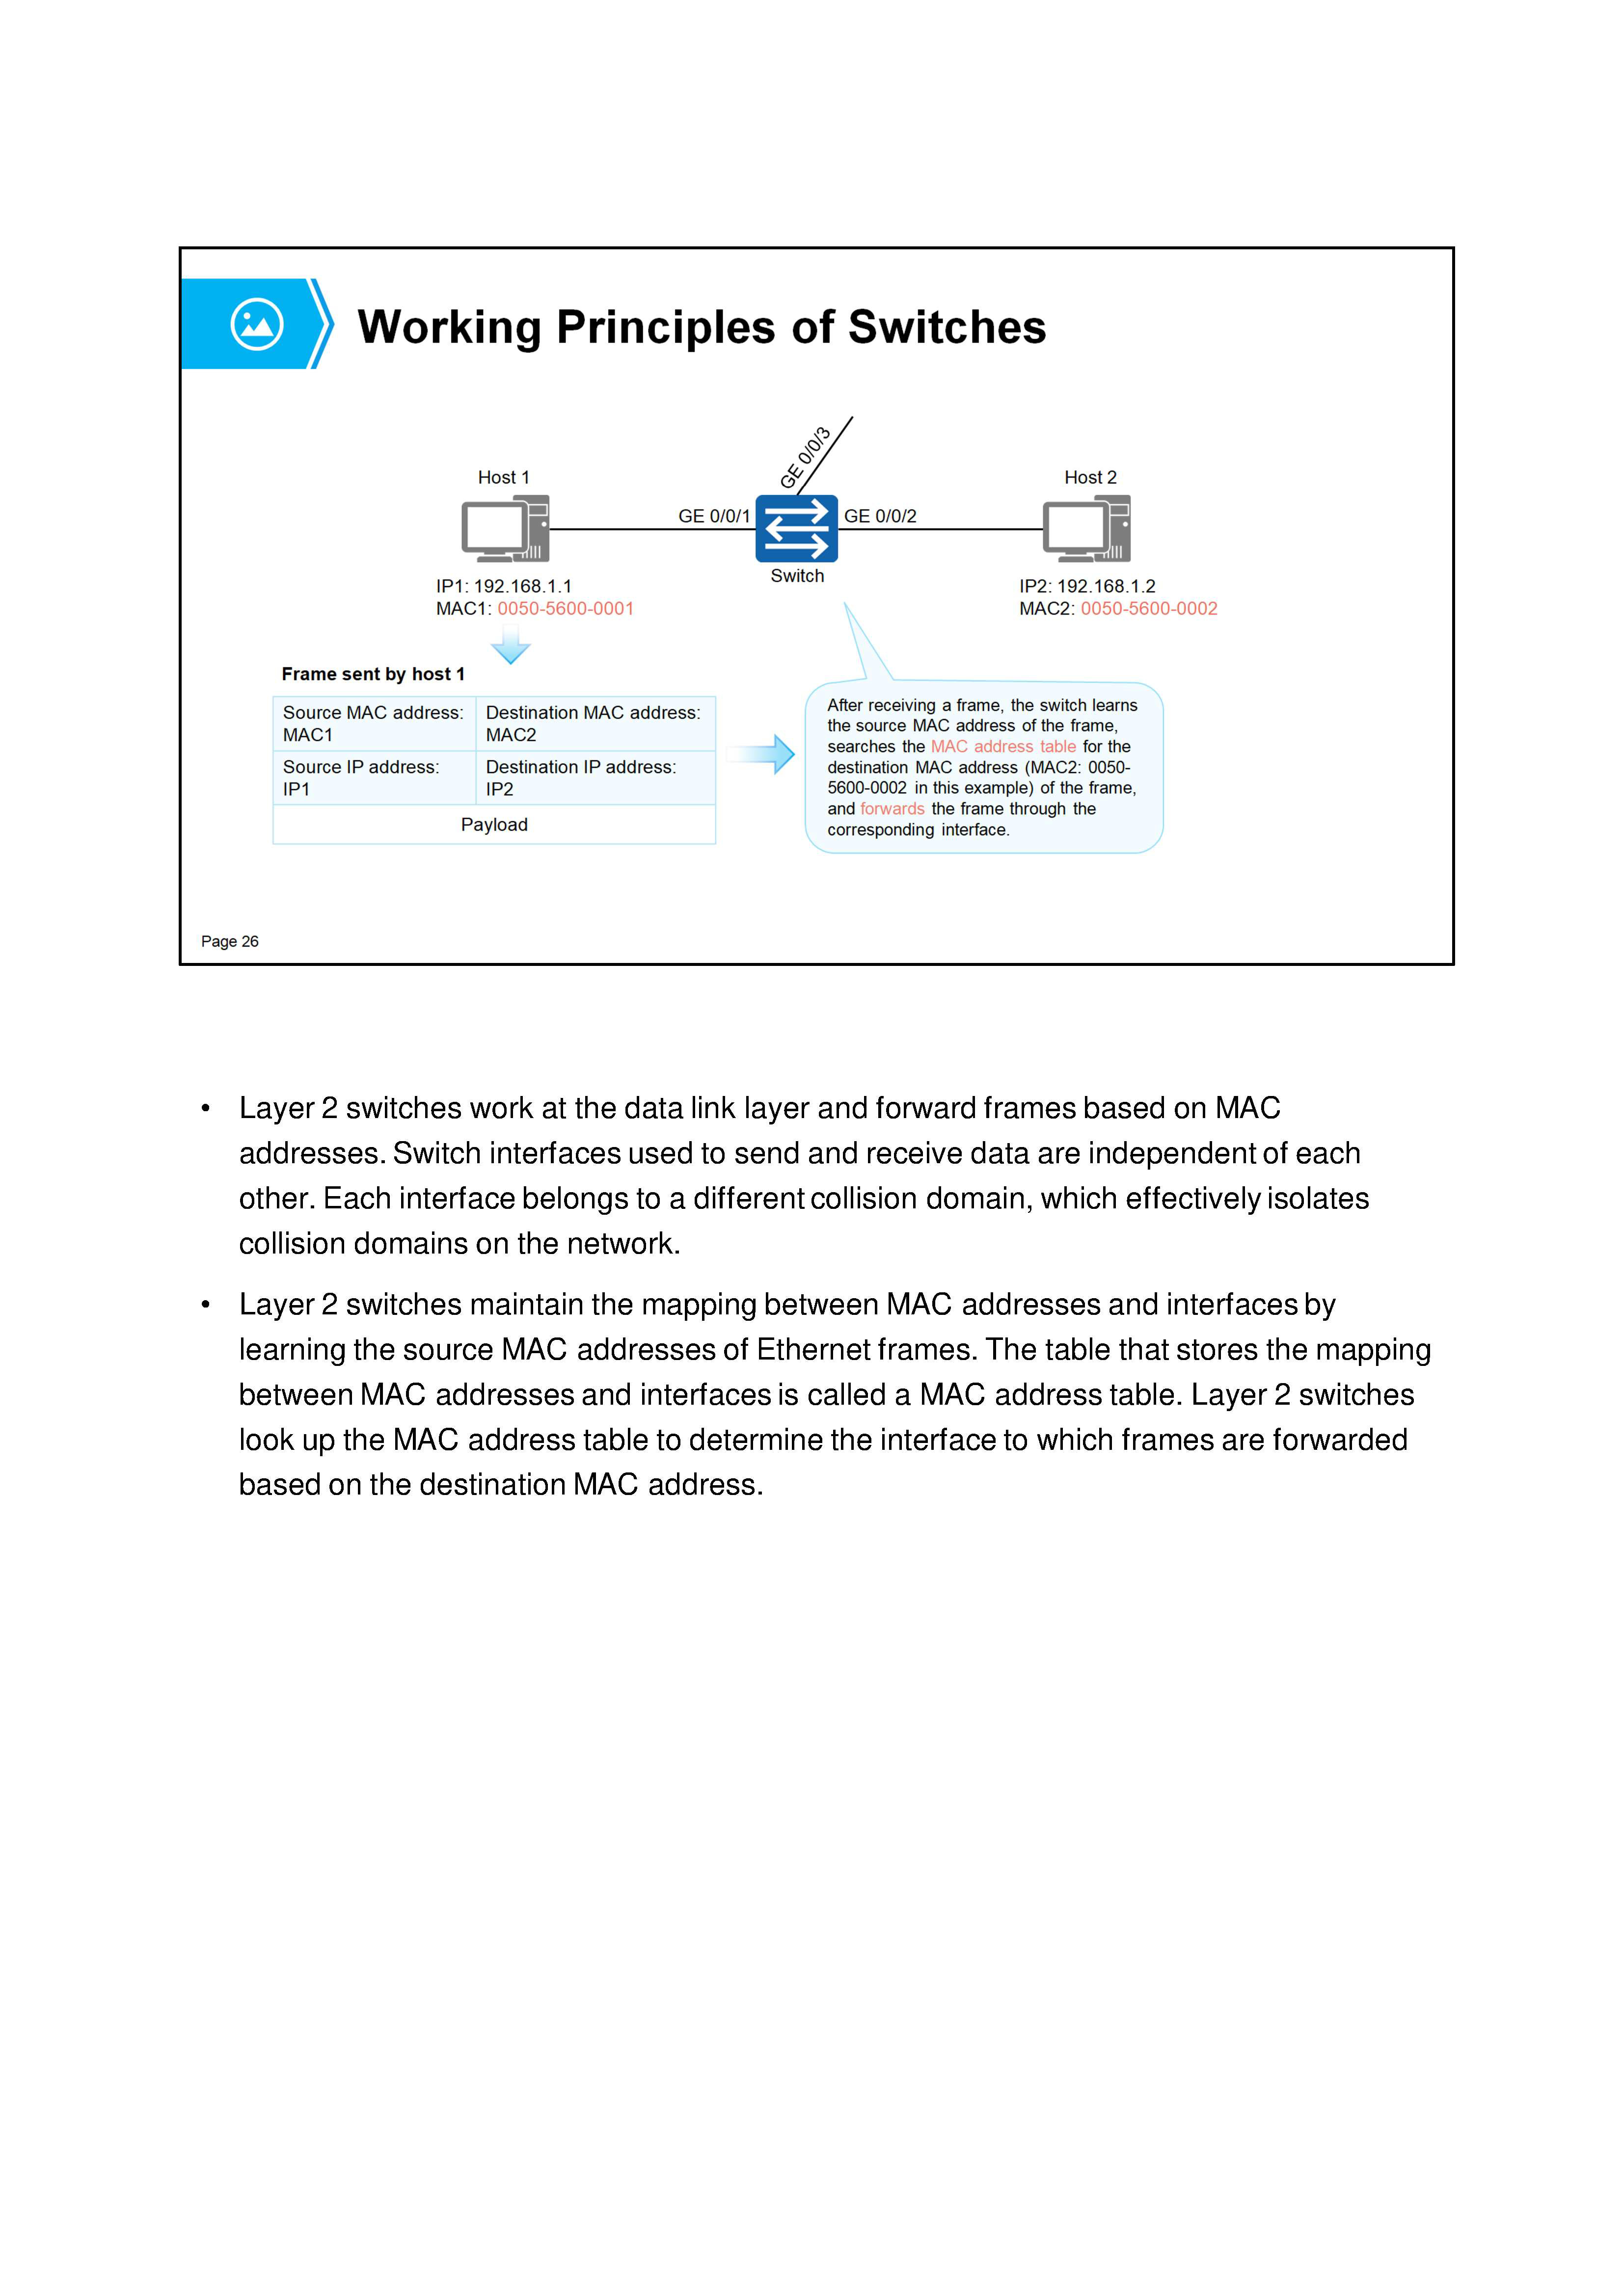 Working Principles of Switches
GE 0/0/3
Host 1
Host 2
GE 0/0/1
GE 0/0/2
Switch
IP1: 192.168.1.1
MAC1: 0050-5600-0001
IP2: 192.168.1.2
MAC2: 0050-5600-0002
Frame sent by host 1
Source MAC address:
MAC1
Destination MAC address:
MAC2
Source IP address:
IP1
Destination IP address:
IP2
Payload
After receiving a frame, the switch learns
the source MAC address of the frame,
searches the MAC address table for the
destination MAC address (MAC2: 0050-
5600-0002 in this example) of the frame,
and forwards the frame through the
corresponding interface.
Page 26
• Layer 2 switches work at the data link layer and forward frames based on MAC
addresses. Switch interfaces used to send and receive data are independent of each
other. Each interface belongs to a different collision domain, which effectively isolates
collision domains on the network.
• Layer 2 switches maintain the mapping between MAC addresses and interfaces by
learning the source MAC addresses of Ethernet frames. The table that stores the mapping
between MAC addresses and interfaces is called a MAC address table. Layer 2 switches
look up the MAC address table to determine the interface to which frames are forwarded
based on the destination MAC address.